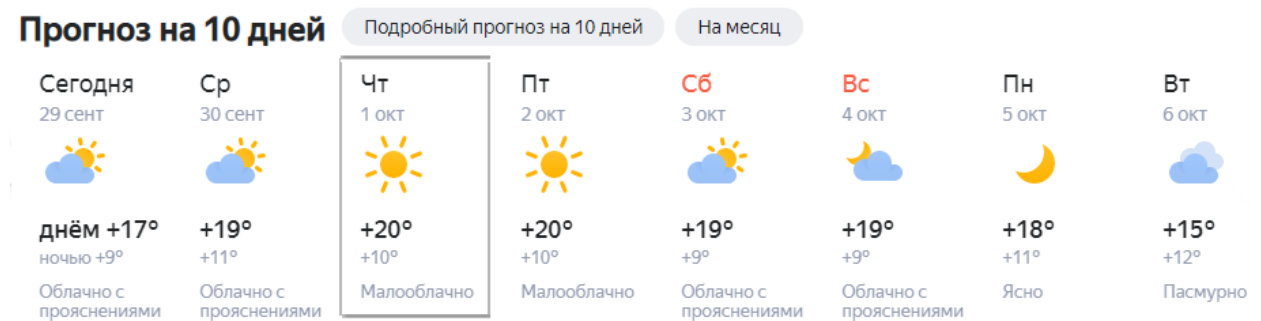 Прогноз на 10 дней Подробный прогноз на 10 дней На месяц
Сегодня Ср Чт Пт Сб Вс Пн Вт
29 сент 30 сент 1 окт 2 окт 3 окт 4 окт 5 окт 6 окт
днём +17° +19° +20° +20° +19° +19° +18° +15°
ночью +9° +11° +10° +10° +9° +9° +11° +12°
Облачно с Облачно с Малооблачно Малооблачно Облачно с Облачно с Ясно Пасмурно
прояснениями прояснениями прояснениями прояснениями